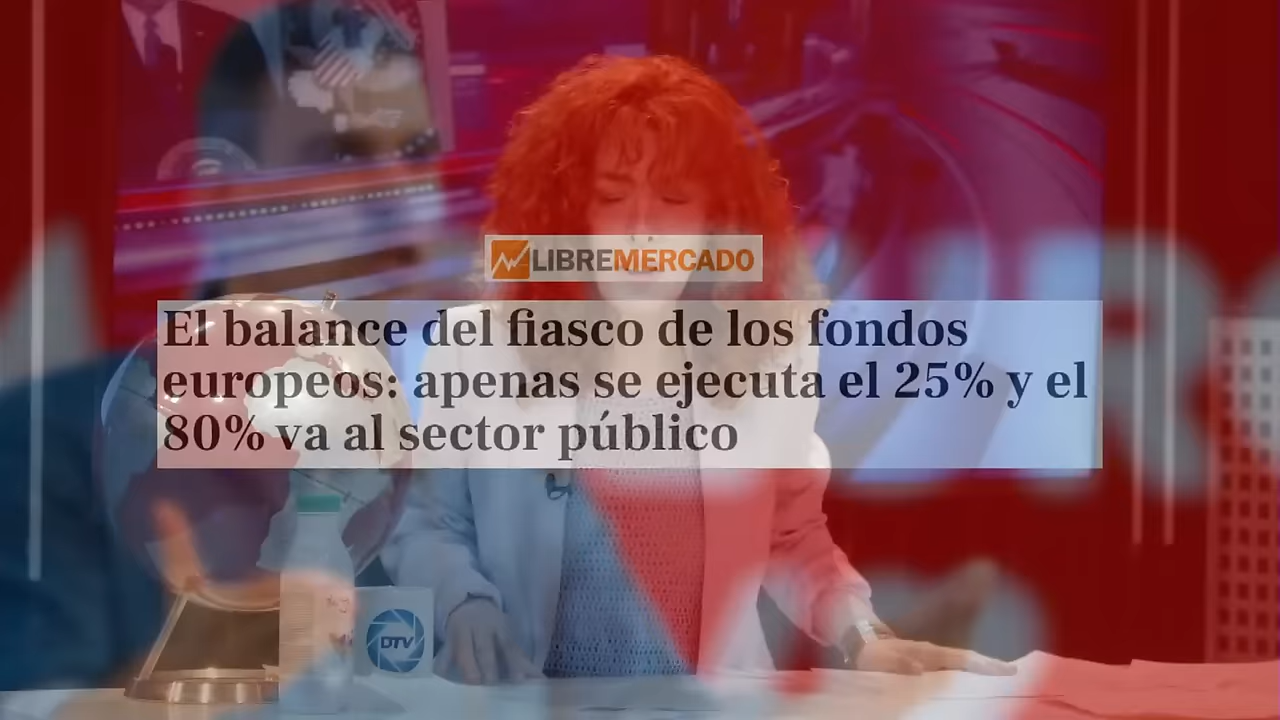 LIBREMERCADO
El balance del fiasco de los fondos
europeos: apenas se ejecuta el 25% y el
80% va al sector público
DTV